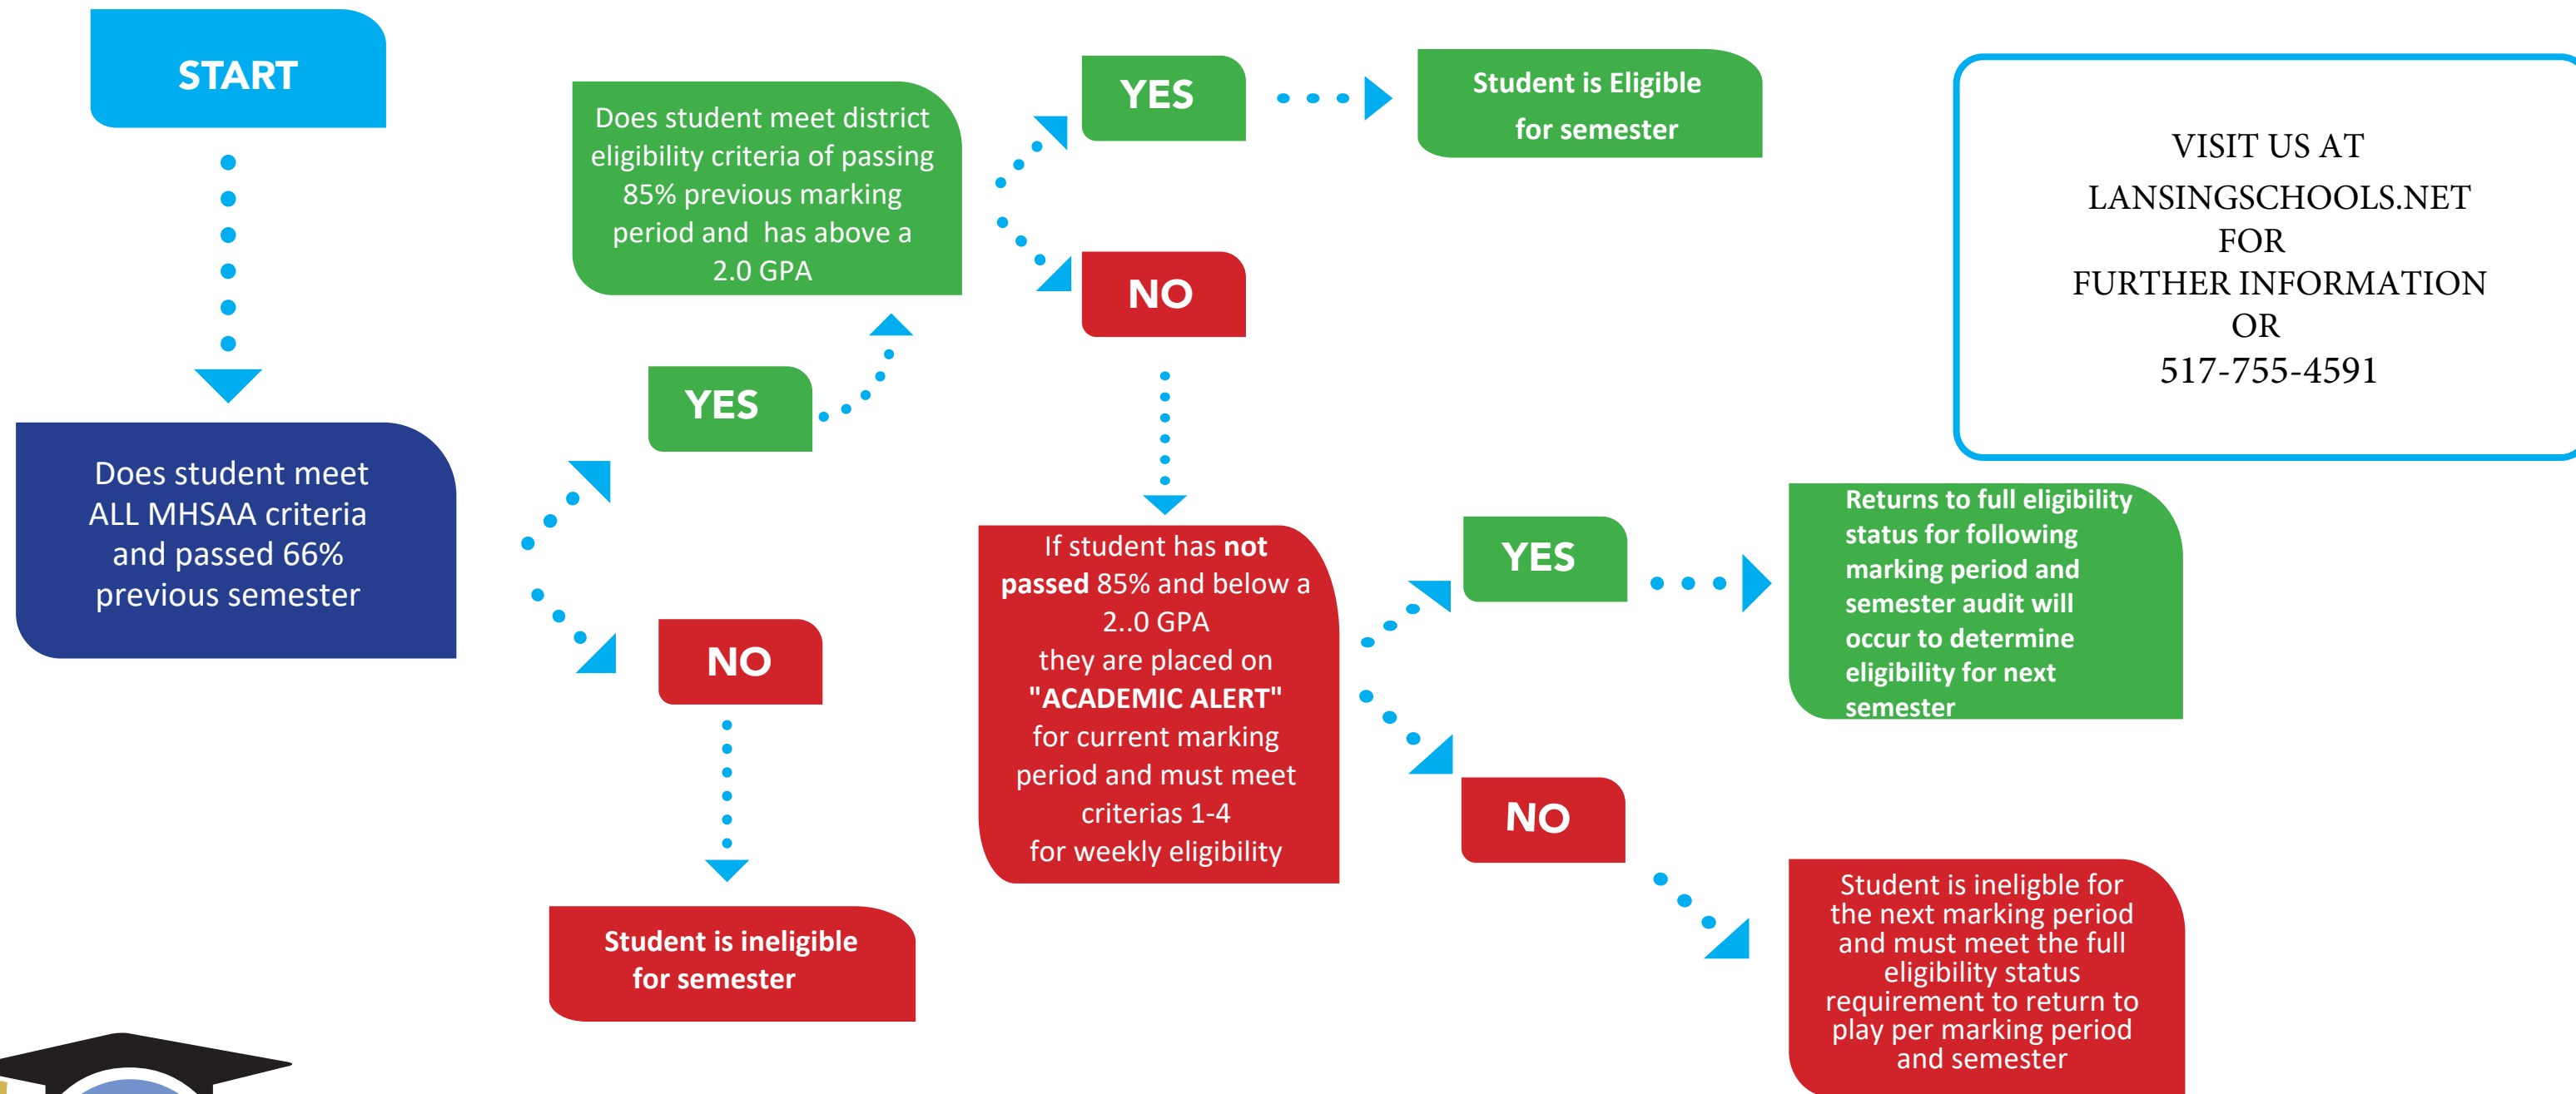 START
Does student meet
ALL MHSAA criteria
and passed 66%
previous semester
YES
NO
Student is ineligible
for semester
Does student meet district
eligibility criteria of passing
85% previous marking
period and has above a
2.0 GPA
YES
Student is Eligible
for semester
NO
If student has not
passed 85% and below a
2..0 GPA
they are placed on
"ACADEMIC ALERT"
for current marking
period and must meet
criterias 1-4
for weekly eligibility
YES
Returns to full eligibility
status for following
marking period and
semester audit will
occur to determine
eligibility for next
semester
NO
Student is ineligble for
the next marking period
and must meet the full
eligibility status
requirement to return to
play per marking period
and semester
VISIT US AT
LANSINGSCHOOLS.NET
FOR
FURTHER INFORMATION
OR
517-755-4591